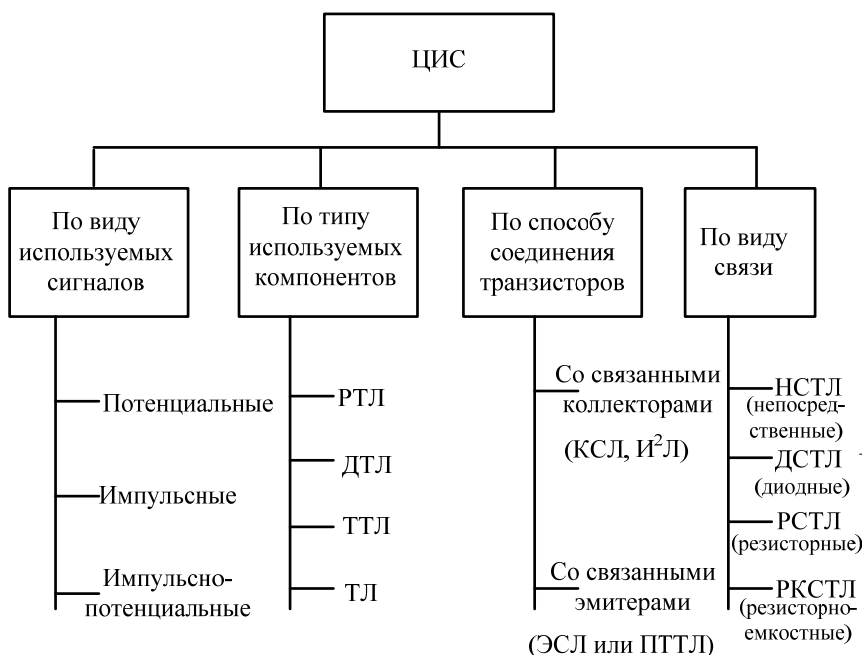 ЦИС
По виду
используемых
сигналов
Потенциальные
Импульсные
Импульсно-
потенциальные
По типу
используемых
компонентов
РТЛ
ДТЛ
ТТЛ
ТЛ
По способу
соединения
транзисторов
Со связанными
коллекторами
(КСЛ, И²Л)
Со связанными
эмитерами
(ЭСЛ или ПТТЛ)
По виду
связи
НСТЛ
(непосред-
ственные)
ДСТЛ
(диодные)
РСТЛ
(резисторные)
РКСТЛ
(резисторно-
емкостные)